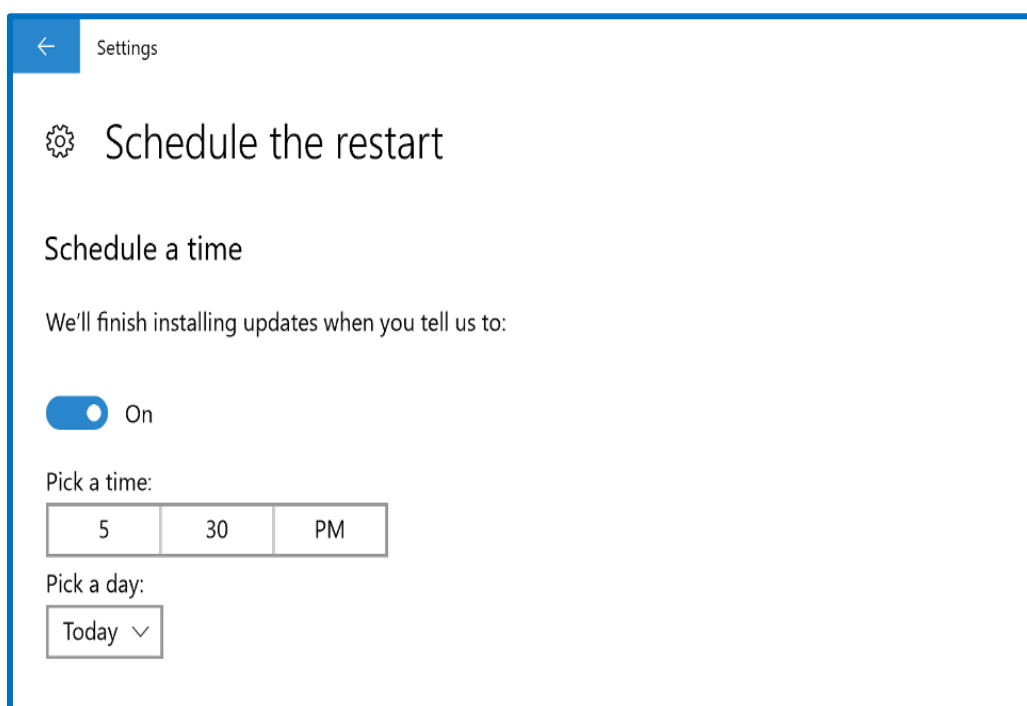 Settings
Schedule the restart
Schedule a time
We'll finish installing updates when you tell us to:
On
Pick a time:
5 30 PM
Pick a day:
Today